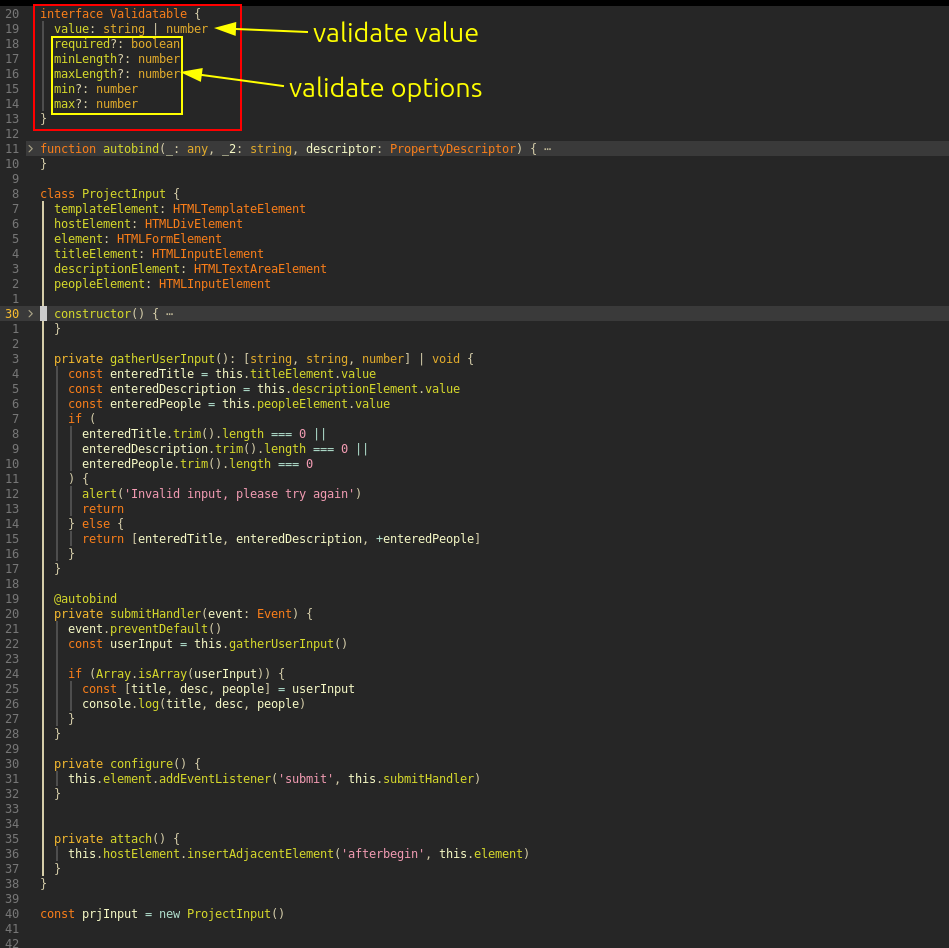 20 interface Validatable {
19 value: string | number validate value
18 required?: boolean
17 minLength?: number
16 maxLength?: number validate options
15 min?: number
14 max?: number
13 }
12
11 > function autobind(_: any, _2: string, descriptor: PropertyDescriptor) { ⋯
10 }
9
8 class ProjectInput {
7 templateElement: HTMLTemplateElement
6 hostElement: HTMLDivElement
5 element: HTMLFormElement
4 titleElement: HTMLInputElement
3 descriptionElement: HTMLTextAreaElement
2 peopleElement: HTMLInputElement
1
30 > constructor() { ⋯
1 }
2
3 private gatherUserInput(): [string, string, number] | void {
4 const enteredTitle = this.titleElement.value
5 const enteredDescription = this.descriptionElement.value
6 const enteredPeople = this.peopleElement.value
7 if (
8 enteredTitle.trim().length === 0 ||
9 enteredDescription.trim().length === 0 ||
10 enteredPeople.trim().length === 0
11 ) {
12 alert('Invalid input, please try again')
13 return
14 } else {
15 return [enteredTitle, enteredDescription, +enteredPeople]
16 }
17 }
18
19 @autobind
20 private submitHandler(event: Event) {
21 event.preventDefault()
22 const userInput = this.gatherUserInput()
23
24 if (Array.isArray(userInput)) {
25 const [title, desc, people] = userInput
26 console.log(title, desc, people)
27 }
28 }
29
30 private configure() {
31 this.element.addEventListener('submit', this.submitHandler)
32 }
33
34
35 private attach() {
36 this.hostElement.insertAdjacentElement('afterbegin', this.element)
37 }
38 }
39
40 const prjInput = new ProjectInput()
41
42